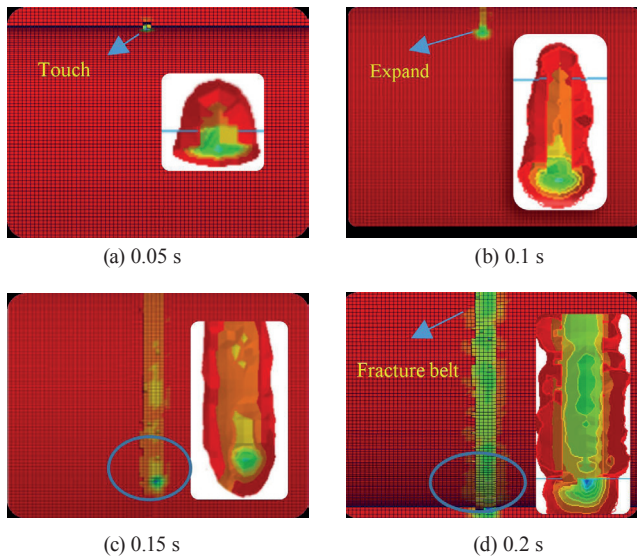 Touch
Expand
(a) 0.05 s
(b) 0.1 s
Fracture belt
(c) 0.15 s
(d) 0.2 s